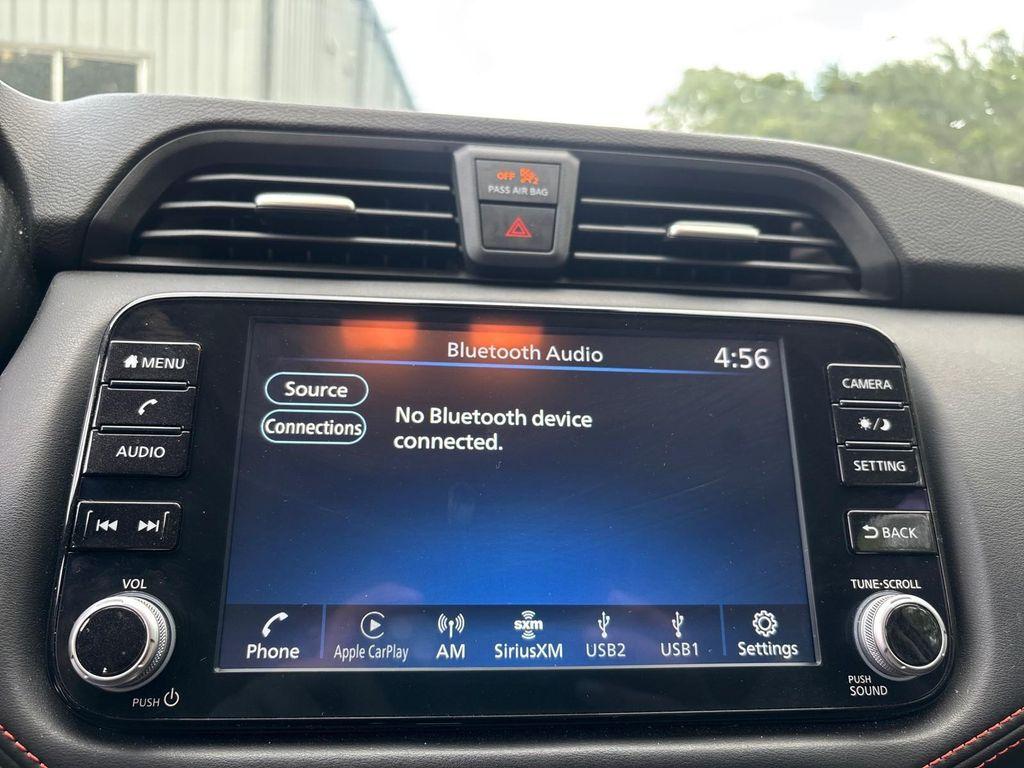 OFF 2
PASS AIR BAG
Bluetooth Audio
4:56
Source
Connections
No Bluetooth device
connected.
Phone
Apple CarPlay
AM
sxm
SiriusXM
USB2
USB1
Settings
MENU
AUDIO
VOL
PUSH
CAMERA
SETTING
BACK
TUNE·SCROLL
PUSH
SOUND